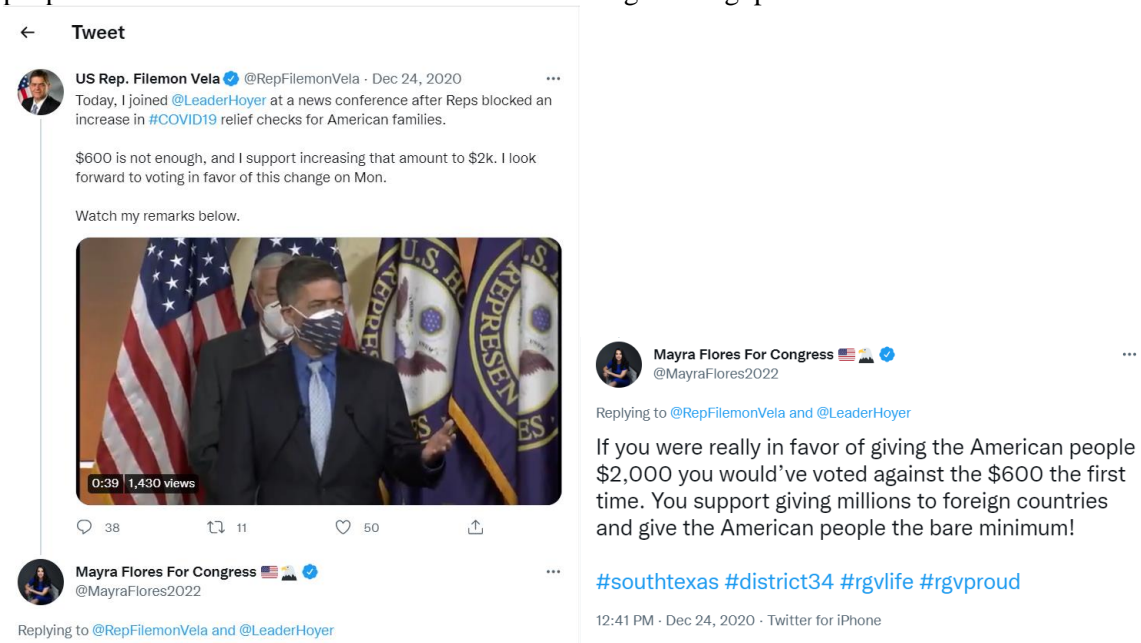 Tweet
US Rep. Filemon Vela @RepFilemonVela · Dec 24, 2020
Today, I joined @LeaderHoyer at a news conference after Reps blocked an
increase in #COVID19 relief checks for American families.
$600 is not enough, and I support increasing that amount to $2k. I look
forward to voting in favor of this change on Mon.
Watch my remarks below.
U.S. HO
REPRESEN
ES.
.S.
REPRESEN
ES.
0:39 1,430 views
38 11 50
Mayra Flores For Congress
@MayraFlores2022
Replying to @RepFilemonVela and @LeaderHoyer
Mayra Flores For Congress
@MayraFlores2022
Replying to @RepFilemonVela and @LeaderHoyer
If you were really in favor of giving the American people
$2,000 you would've voted against the $600 the first
time. You support giving millions to foreign countries
and give the American people the bare minimum!
#southtexas #district34 #rgvlife #rgvproud
12:41 PM · Dec 24, 2020 · Twitter for iPhone